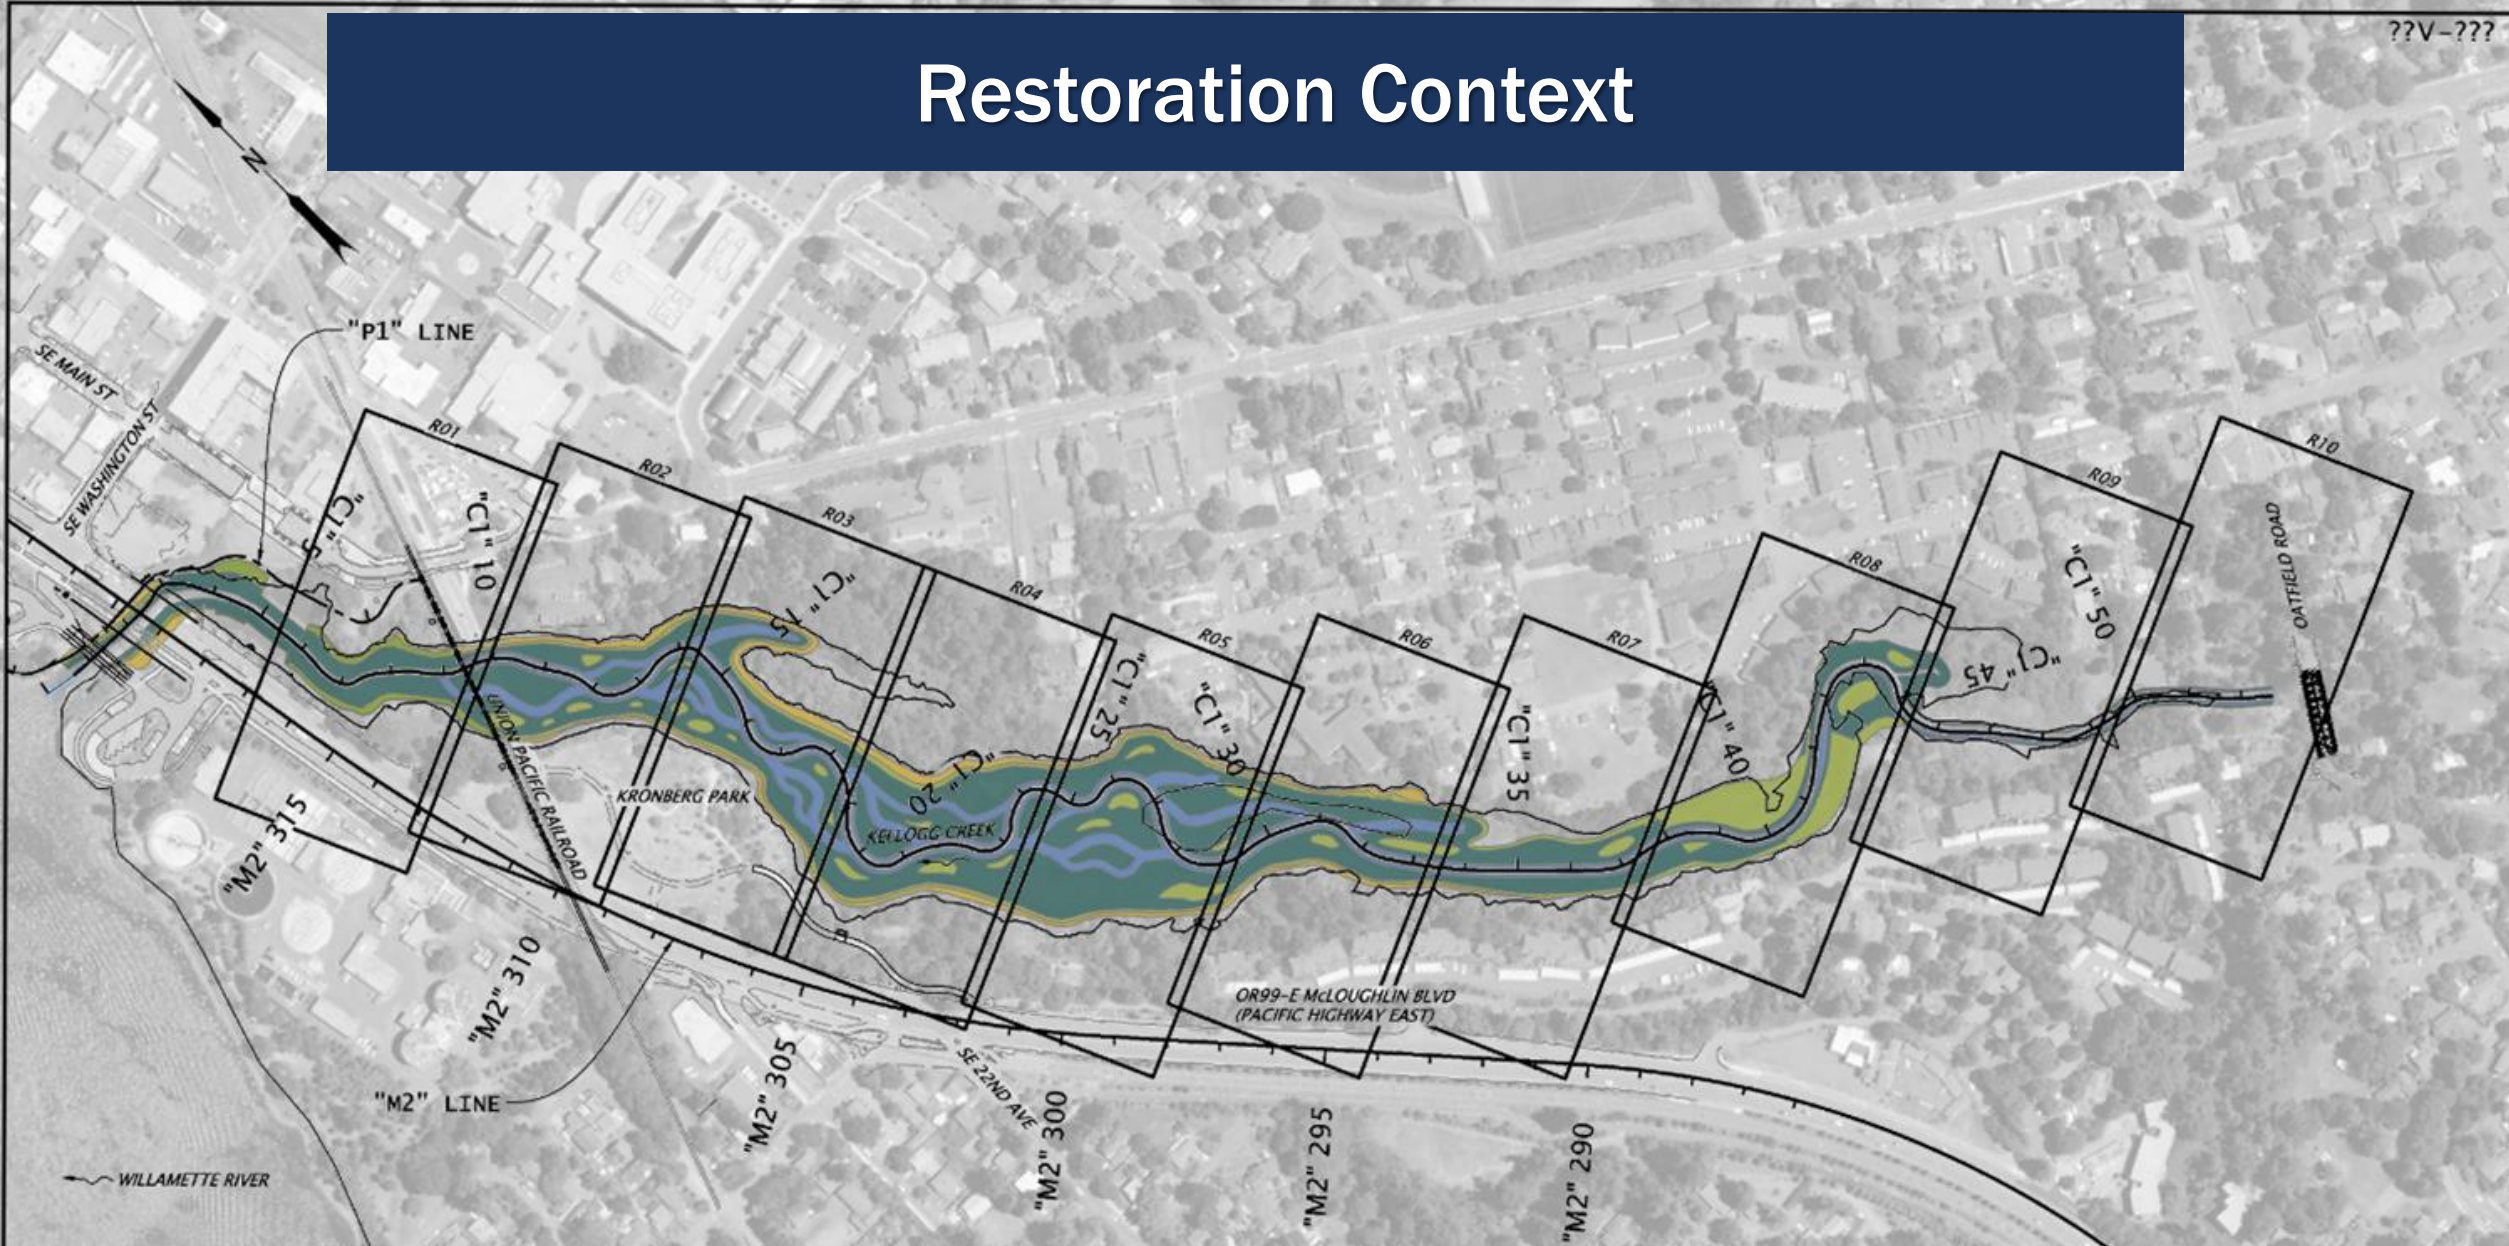 Restoration Context
??V-???
N
"P1" LINE
SE MAIN ST
SE WASHINGTON ST
R01
R02
R03
R04
R05
R06
R07
R08
R09
R10
"C1" 5
"C1" 10
"C1" 15
"C1" 20
"C1" 25
"C1" 30
"C1" 35
"C1" 40
"C1" 45
"C1" 50
OATFIELD ROAD
UNION PACIFIC RAILROAD
KRONBERG PARK
KELLOGG CREEK
"M2" 315
"M2" 310
"M2" 305
"M2" 300
"M2" 295
"M2" 290
OR99-E McLOUGHLIN BLVD
(PACIFIC HIGHWAY EAST)
SE 22ND AVE
"M2" LINE
WILLAMETTE RIVER